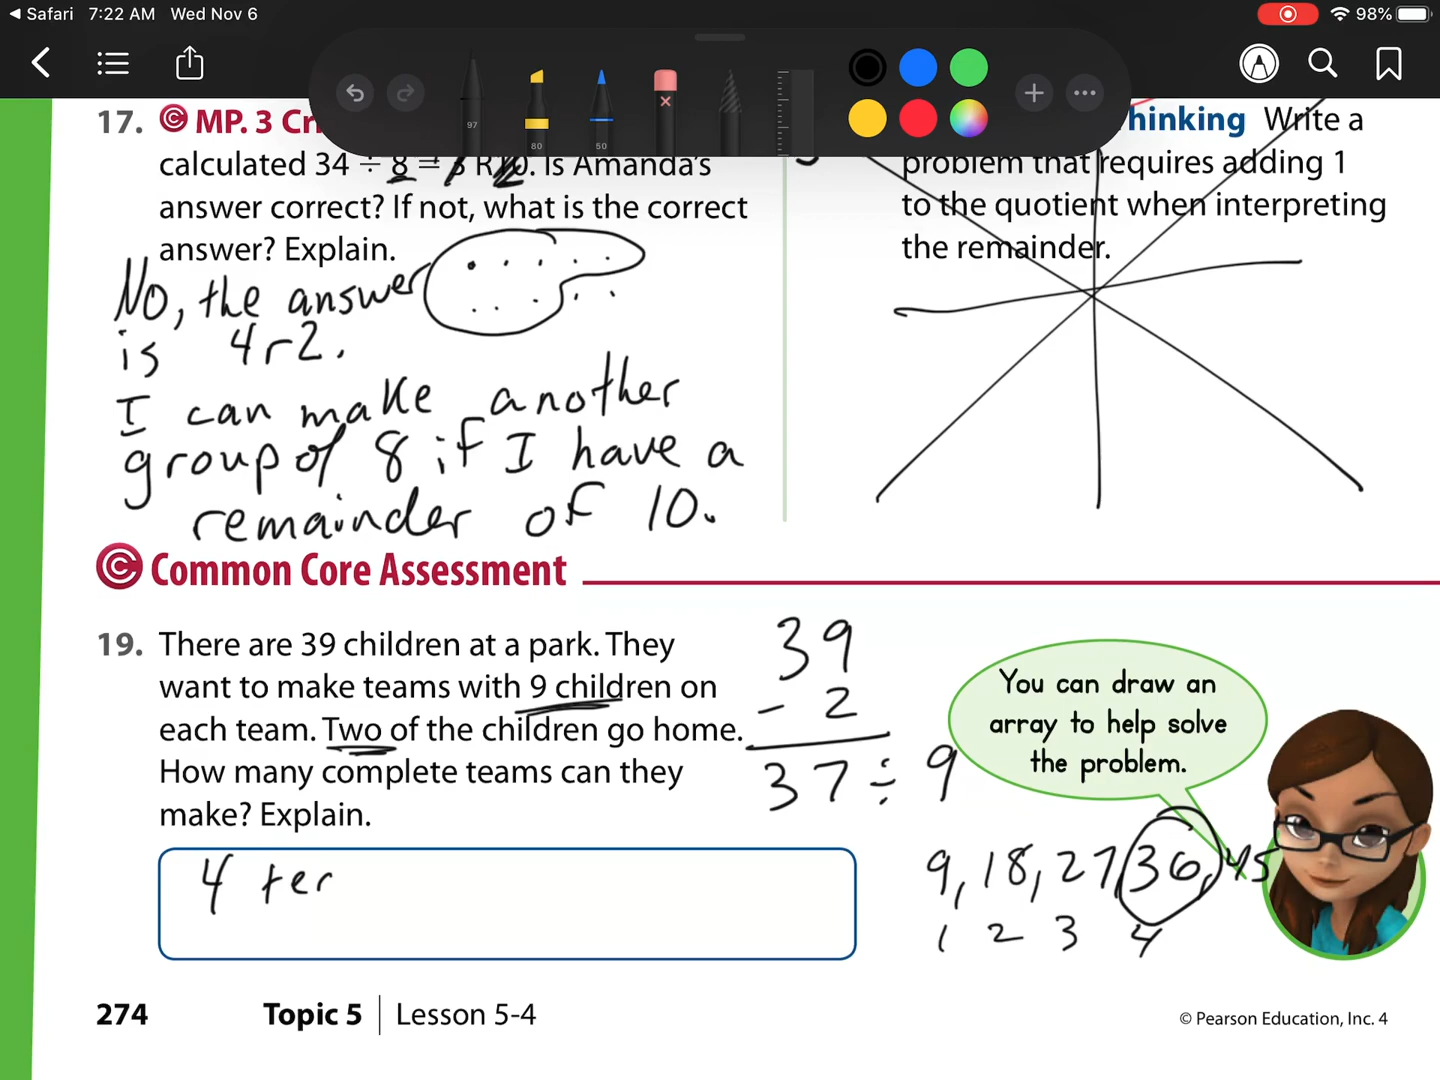 Safari 7:22 AM Wed Nov 6 98%
97 80 50
17. MP. 3
calculated 34 ÷ 8 = 3 R10. Is Amanda's
answer correct? If not, what is the correct
answer? Explain.
No, the answer
is 4r2.
I can make another
group of 8 if I have a
remainder of 10.
hinking Write a
problem that requires adding 1
to the quotient when interpreting
the remainder.
Common Core Assessment
19. There are 39 children at a park. They
want to make teams with 9 children on
each team. Two of the children go home.
How many complete teams can they
make? Explain.
39
- 2
37 ÷ 9
You can draw an
array to help solve
the problem.
9, 18, 27, 36, 45
1 2 3 4
4
274 Topic 5 Lesson 5-4
© Pearson Education, Inc. 4